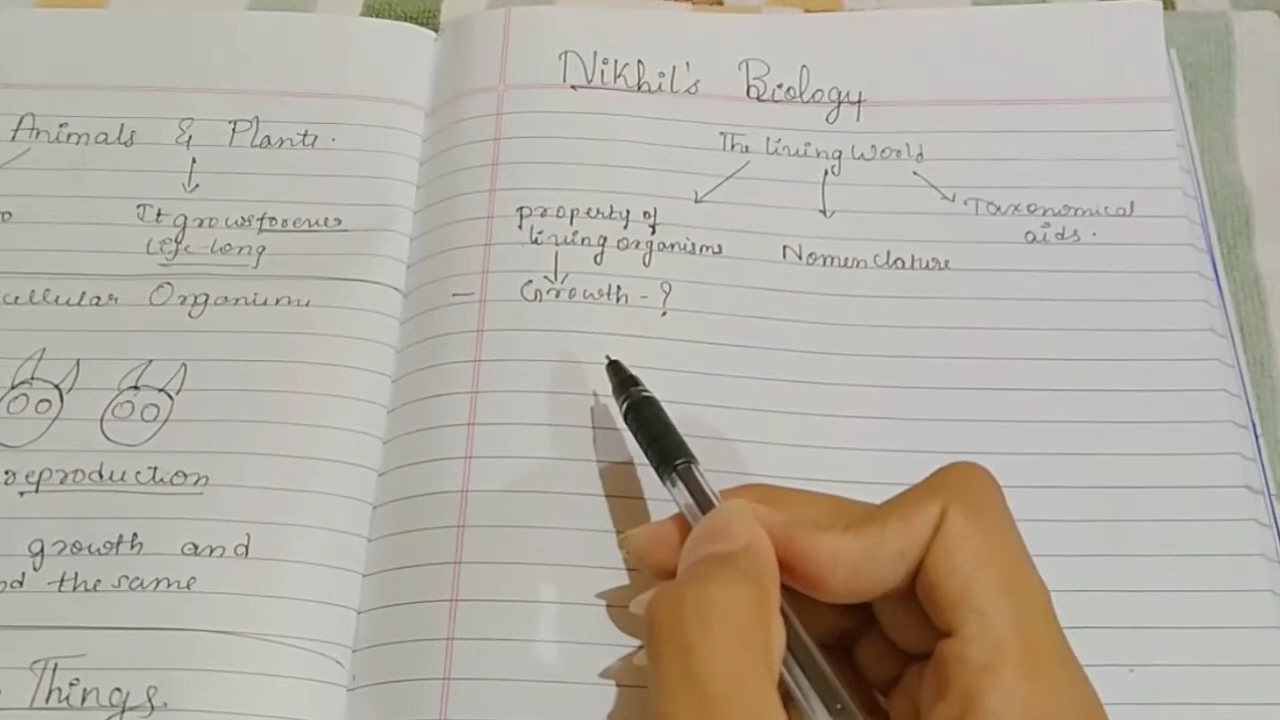 Animals & Plants.
It grows forever
Life-long
cellular Organism
reproduction
growth and
the same
Things.
Nikhil's Biology
The living World
property of
living organisms
Nomenclature
Taxonomical
aids.
- Growth - ?